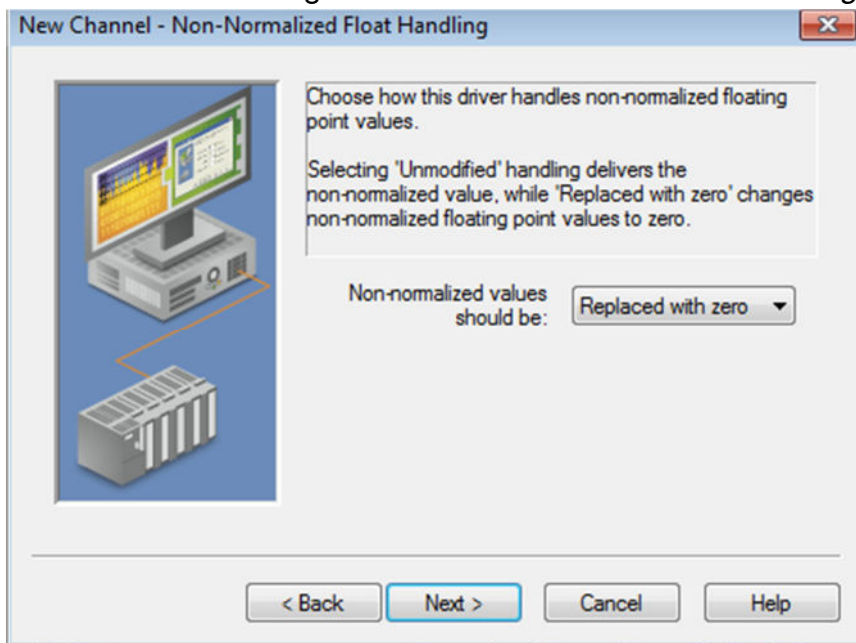 New Channel - Non-Normalized Float Handling
Choose how this driver handles non-normalized floating
point values.
Selecting 'Unmodified' handling delivers the
non-normalized value, while 'Replaced with zero' changes
non-normalized floating point values to zero.
Non-normalized values
should be:
Replaced with zero
< Back
Next >
Cancel
Help